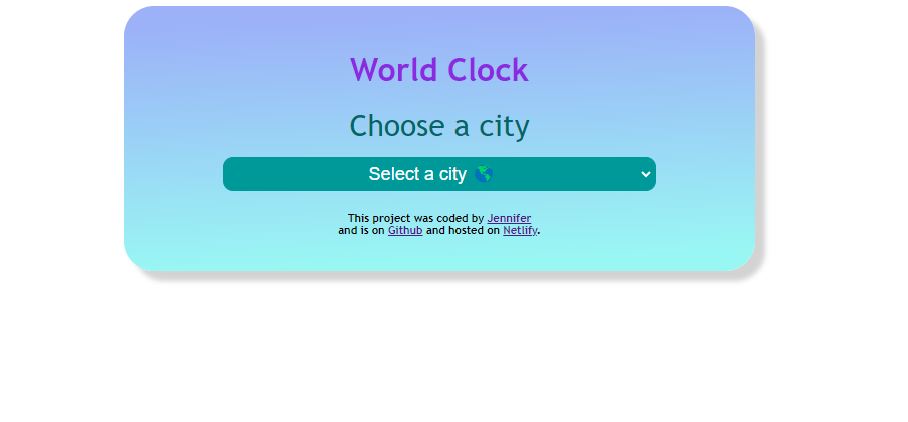 World Clock
Choose a city
Select a city 🌎
This project was coded by Jennifer
and is on Github and hosted on Netlify.